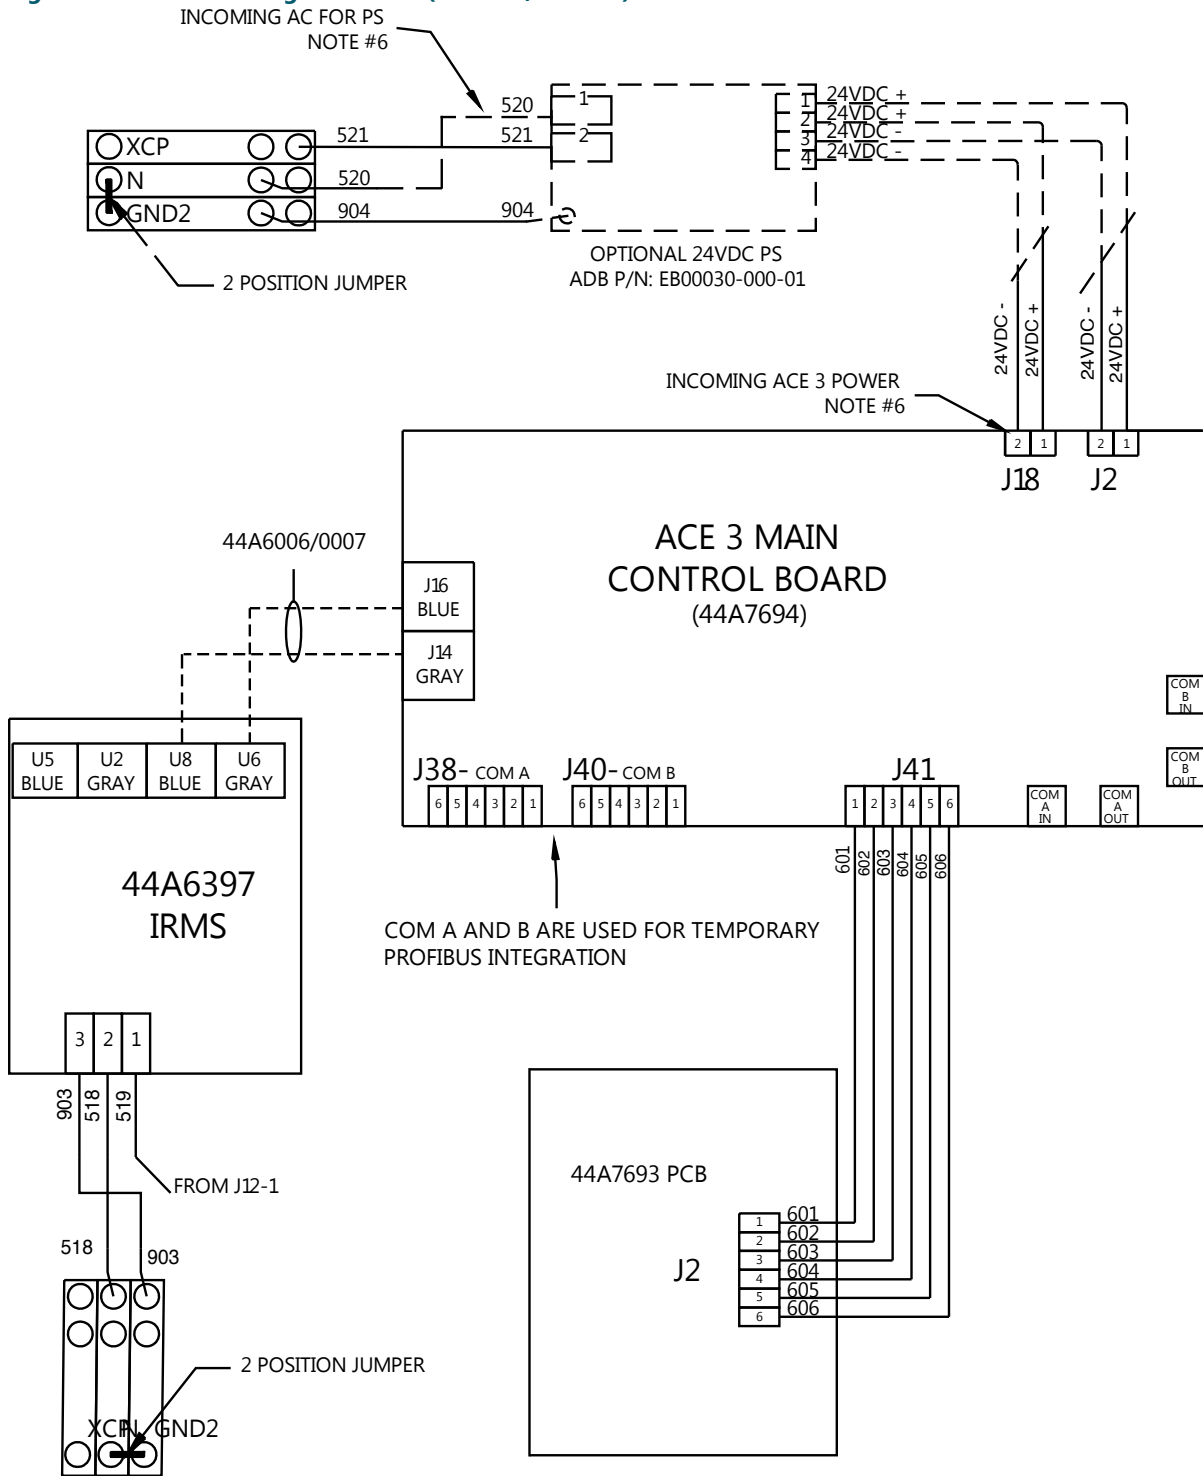 INCOMING AC FOR PS
NOTE #6
520
1
521
521
2
XCP
N
520
GND2
904
904
2 POSITION JUMPER
1
24VDC +
2
24VDC +
3
24VDC -
4
24VDC -
OPTIONAL 24VDC PS
ADB P/N: EB00030-000-01
24VDC -
24VDC +
24VDC -
24VDC +
INCOMING ACE 3 POWER
NOTE #6
2 1
2 1
J18
J2
ACE 3 MAIN
CONTROL BOARD
(44A7694)
44A6006/0007
J16
BLUE
J14
GRAY
COM
B
IN
COM
B
OUT
U5
BLUE
U2
GRAY
U8
BLUE
U6
GRAY
J38- COM A
6 5 4 3 2 1
J40- COM B
6 5 4 3 2 1
J41
1 2 3 4 5 6
COM
A
IN
COM
A
OUT
601
602
603
604
605
606
44A6397
IRMS
COM A AND B ARE USED FOR TEMPORARY
PROFIBUS INTEGRATION
3 2 1
903
518
519
FROM J12-1
518
903
44A7693 PCB
J2
1
601
2
602
3
603
4
604
5
605
6
606
2 POSITION JUMPER
XCP
N
GND2